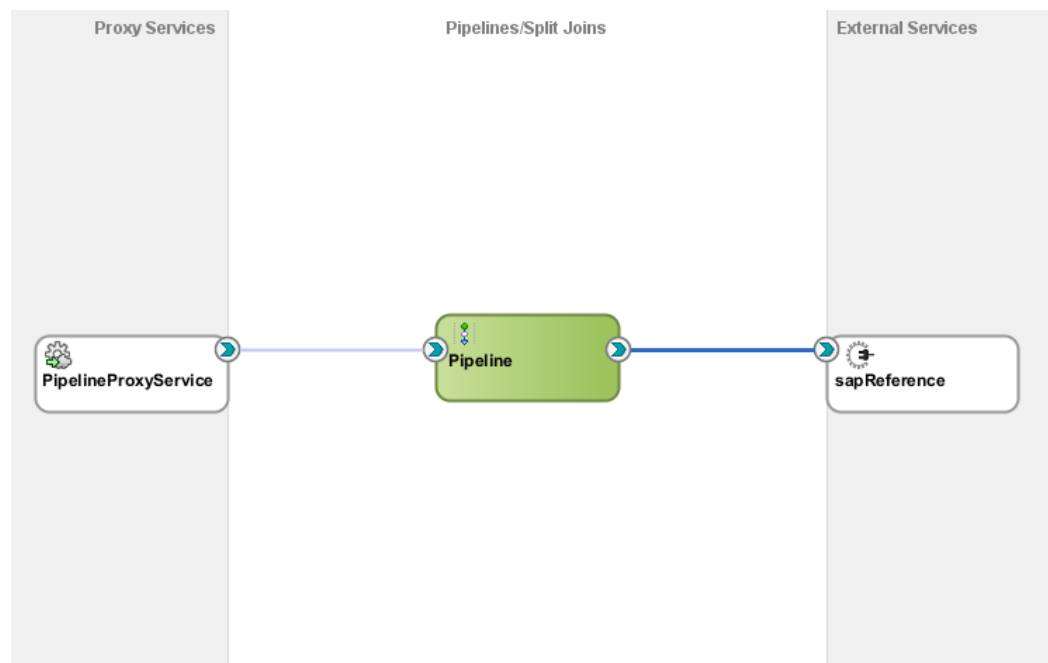 Proxy Services
Pipelines/Split Joins
External Services
PipelineProxyService
Pipeline
sapReference